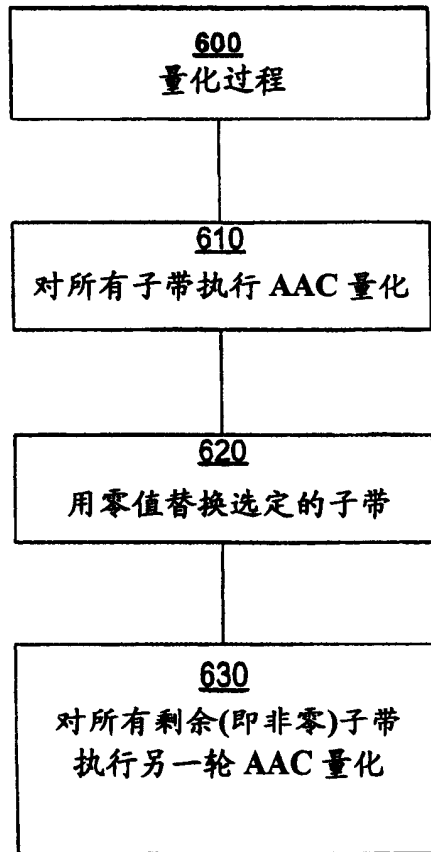 600
量化过程
610
对所有子带执行 AAC 量化
620
用零值替换选定的子带
630
对所有剩余(即非零)子带
执行另一轮 AAC 量化